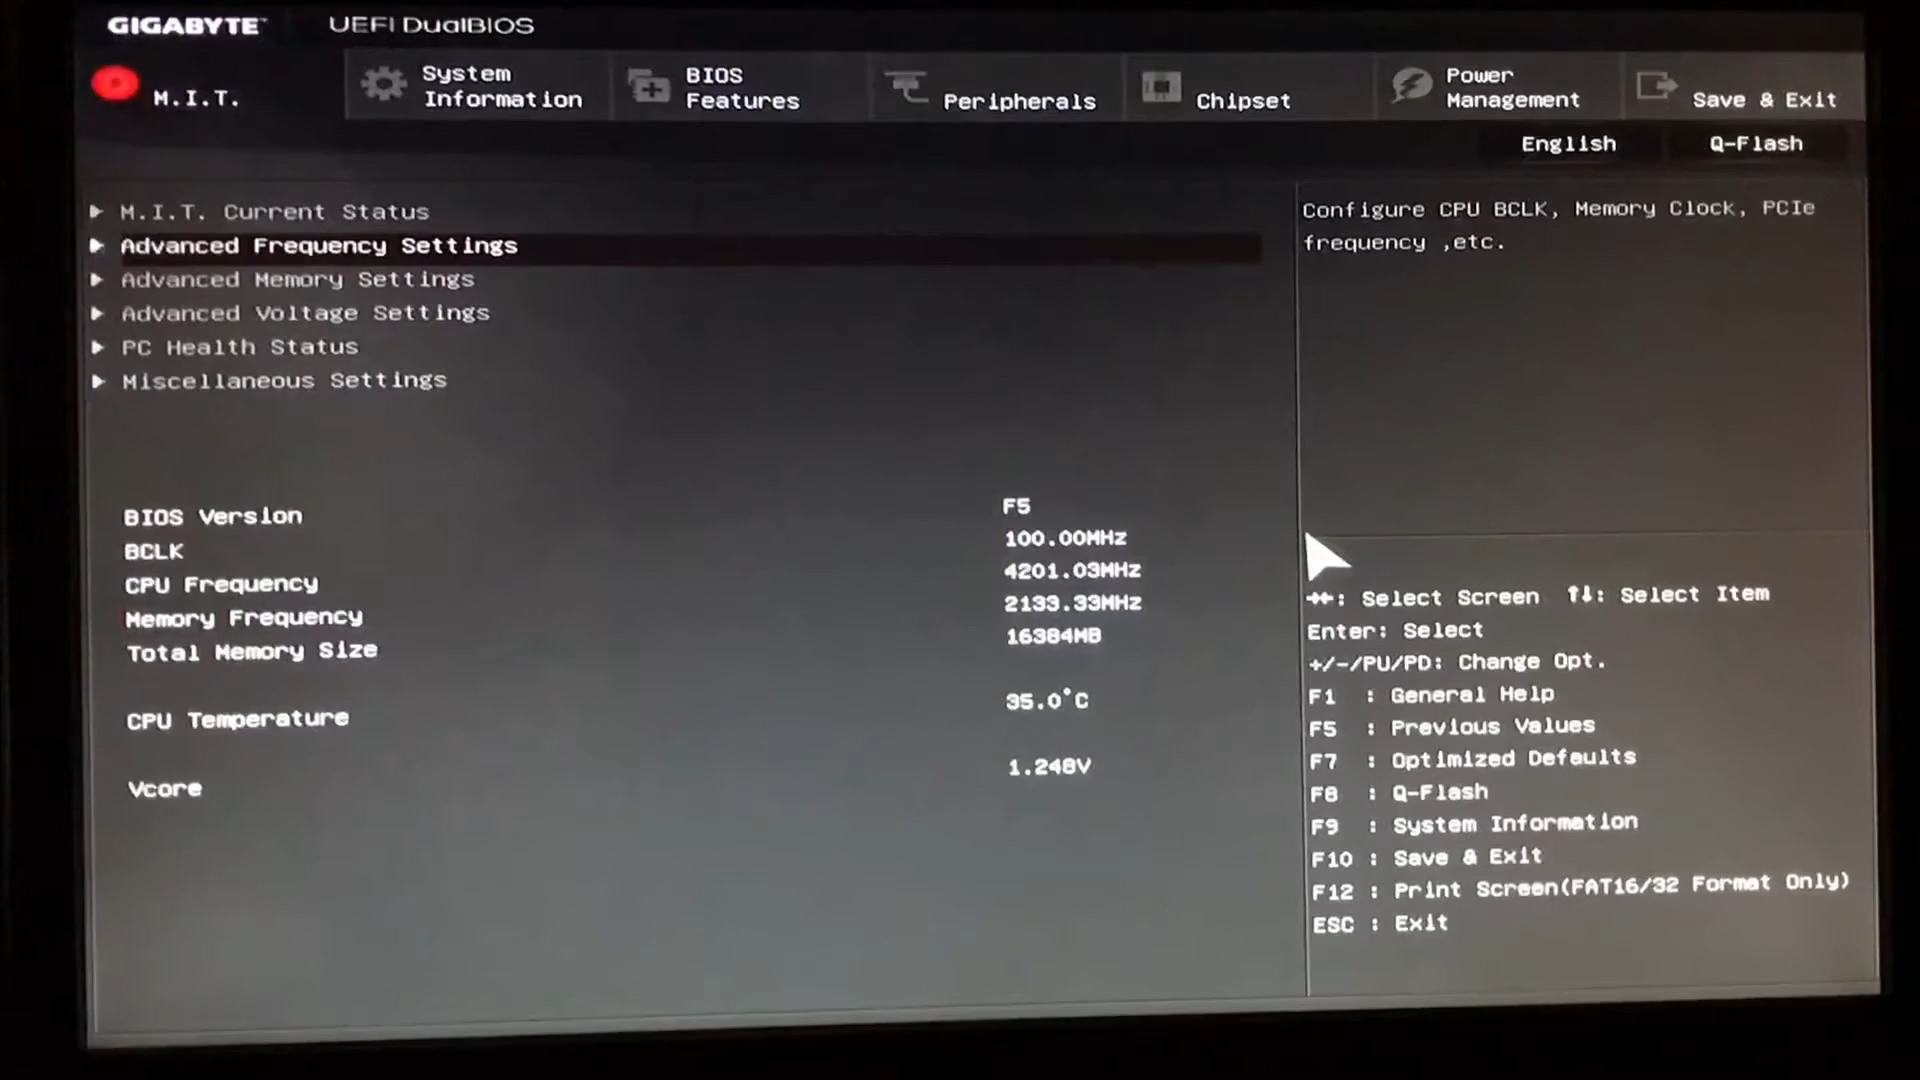 GIGABYTE™ UEFI DualBIOS
M.I.T.
System
Information
BIOS
Features
Peripherals
Chipset
Power
Management
Save & Exit
English Q-Flash
M.I.T. Current Status
Advanced Frequency Settings
Advanced Memory Settings
Advanced Voltage Settings
PC Health Status
Miscellaneous Settings
BIOS Version F5
BCLK 100.00MHz
CPU Frequency 4201.03MHz
Memory Frequency 2133.33MHz
Total Memory Size 16384MB
CPU Temperature 35.0°C
Vcore 1.248V
Configure CPU BCLK, Memory Clock, PCIe
frequency ,etc.
→←: Select Screen ↑↓: Select Item
Enter: Select
+/-/PU/PD: Change Opt.
F1 : General Help
F5 : Previous Values
F7 : Optimized Defaults
F8 : Q-Flash
F9 : System Information
F10 : Save & Exit
F12 : Print Screen(FAT16/32 Format Only)
ESC : Exit